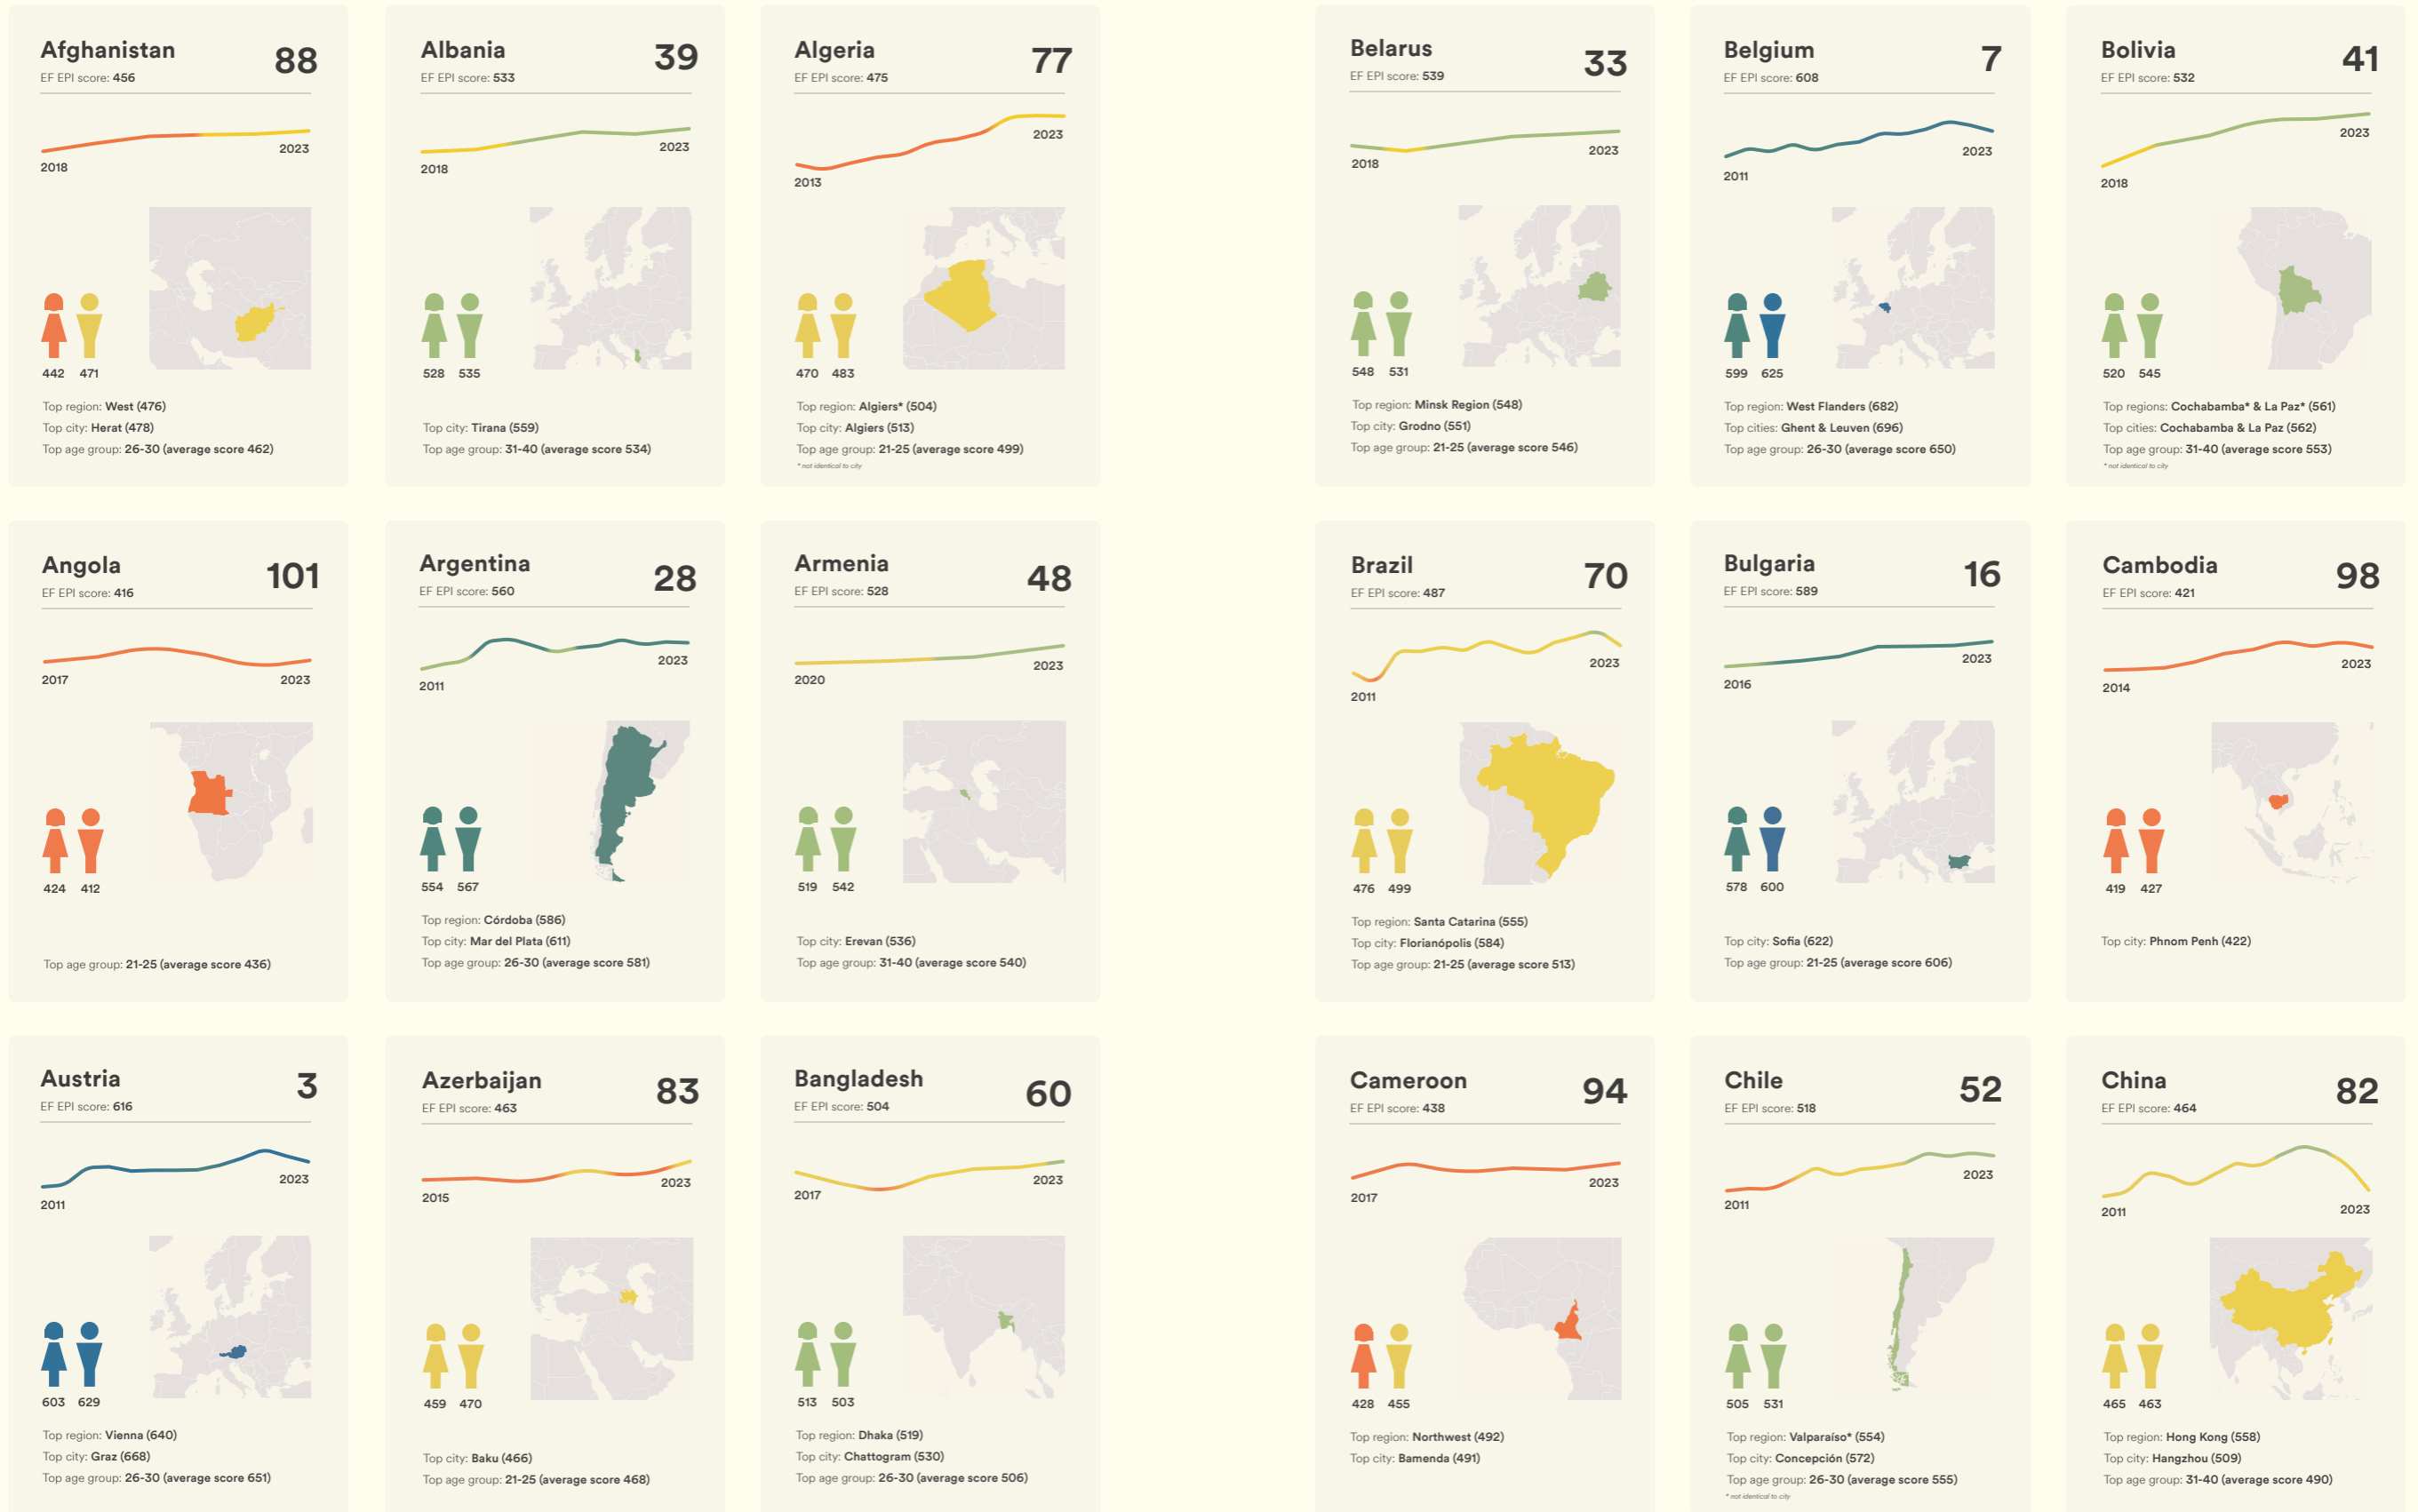 Afghanistan
88
EF EPI score: 456
2018
2023
442 471
Top region: West (476)
Top city: Herat (478)
Top age group: 26-30 (average score 462)
Albania
39
EF EPI score: 533
2018
2023
528 535
Top city: Tirana (559)
Top age group: 31-40 (average score 534)
Algeria
77
EF EPI score: 475
2013
2023
470 483
Top region: Algiers* (504)
Top city: Algiers (513)
Top age group: 21-25 (average score 499)
* not identical to city
Belarus
33
EF EPI score: 539
2018
2023
548 531
Top region: Minsk Region (548)
Top city: Grodno (551)
Top age group: 21-25 (average score 546)
Belgium
7
EF EPI score: 608
2011
2023
599 625
Top region: West Flanders (682)
Top cities: Ghent & Leuven (696)
Top age group: 26-30 (average score 650)
Bolivia
41
EF EPI score: 532
2018
2023
520 545
Top regions: Cochabamba* & La Paz* (561)
Top cities: Cochabamba & La Paz (562)
Top age group: 31-40 (average score 553)
* not identical to city
Angola
101
EF EPI score: 416
2017
2023
424 412
Top age group: 21-25 (average score 436)
Argentina
28
EF EPI score: 560
2011
2023
554 567
Top region: Córdoba (586)
Top city: Mar del Plata (611)
Top age group: 26-30 (average score 581)
Armenia
48
EF EPI score: 528
2020
2023
519 542
Top city: Erevan (536)
Top age group: 31-40 (average score 540)
Brazil
70
EF EPI score: 487
2011
2023
476 499
Top region: Santa Catarina (555)
Top city: Florianópolis (584)
Top age group: 21-25 (average score 513)
Bulgaria
16
EF EPI score: 589
2016
2023
578 600
Top city: Sofia (622)
Top age group: 21-25 (average score 606)
Cambodia
98
EF EPI score: 421
2014
2023
419 427
Top city: Phnom Penh (422)
Austria
3
EF EPI score: 616
2011
2023
603 629
Top region: Vienna (640)
Top city: Graz (668)
Top age group: 26-30 (average score 651)
Azerbaijan
83
EF EPI score: 463
2015
2023
459 470
Top city: Baku (466)
Top age group: 21-25 (average score 468)
Bangladesh
60
EF EPI score: 504
2017
2023
513 503
Top region: Dhaka (519)
Top city: Chattogram (530)
Top age group: 26-30 (average score 506)
Cameroon
94
EF EPI score: 438
2017
2023
428 455
Top region: Northwest (492)
Top city: Bamenda (491)
Chile
52
EF EPI score: 518
2011
2023
505 531
Top region: Valparaíso* (554)
Top city: Concepción (572)
Top age group: 26-30 (average score 555)
* not identical to city
China
82
EF EPI score: 464
2011
2023
465 463
Top region: Hong Kong (558)
Top city: Hangzhou (509)
Top age group: 31-40 (average score 490)